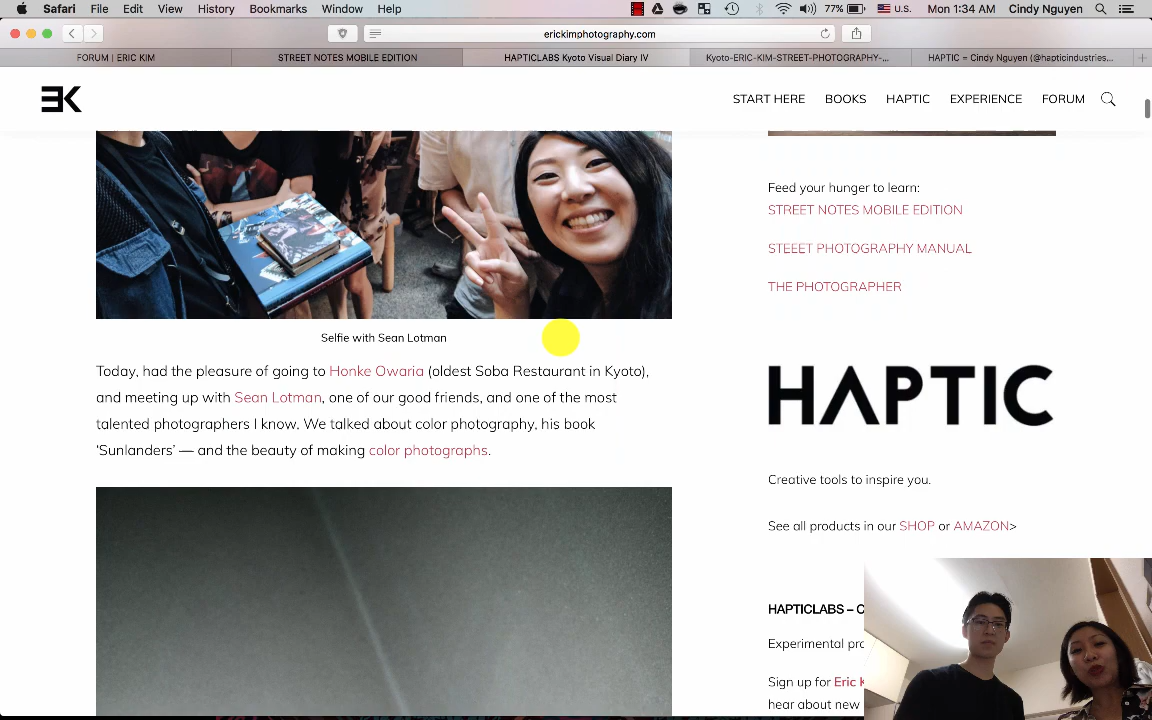 Safari File Edit View History Bookmarks Window Help 77% U.S. Mon 1:34 AM Cindy Nguyen
erickimphotography.com
FORUM | ERIC KIM STREET NOTES MOBILE EDITION HAPTICLABS Kyoto Visual Diary IV Kyoto-ERIC-KIM-STREET-PHOTOGRAPHY-... HAPTIC = Cindy Nguyen (@hapticindustries...
EK START HERE BOOKS HAPTIC EXPERIENCE FORUM
Selfie with Sean Lotman
Today, had the pleasure of going to Honke Owaria (oldest Soba Restaurant in Kyoto),
and meeting up with Sean Lotman, one of our good friends, and one of the most
talented photographers I know. We talked about color photography, his book
‘Sunlanders’ — and the beauty of making color photographs.
Feed your hunger to learn:
STREET NOTES MOBILE EDITION
STEEET PHOTOGRAPHY MANUAL
THE PHOTOGRAPHER
HAPTIC
Creative tools to inspire you.
See all products in our SHOP or AMAZON>
HAPTICLABS – C
Experimental pro
Sign up for Eric K
hear about new